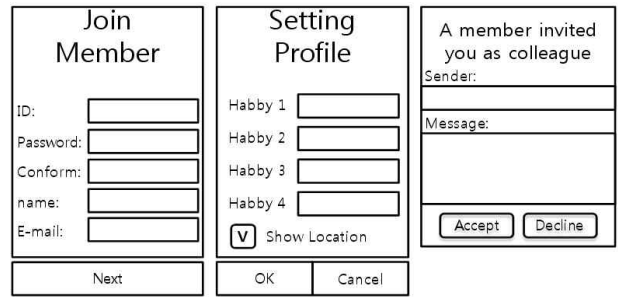 Join
Member
ID:
Password:
Conform:
name:
E-mail:
Next
Setting
Profile
Habby 1
Habby 2
Habby 3
Habby 4
V Show Location
OK Cancel
A member invited
you as colleague
Sender:
Message:
Accept Decline